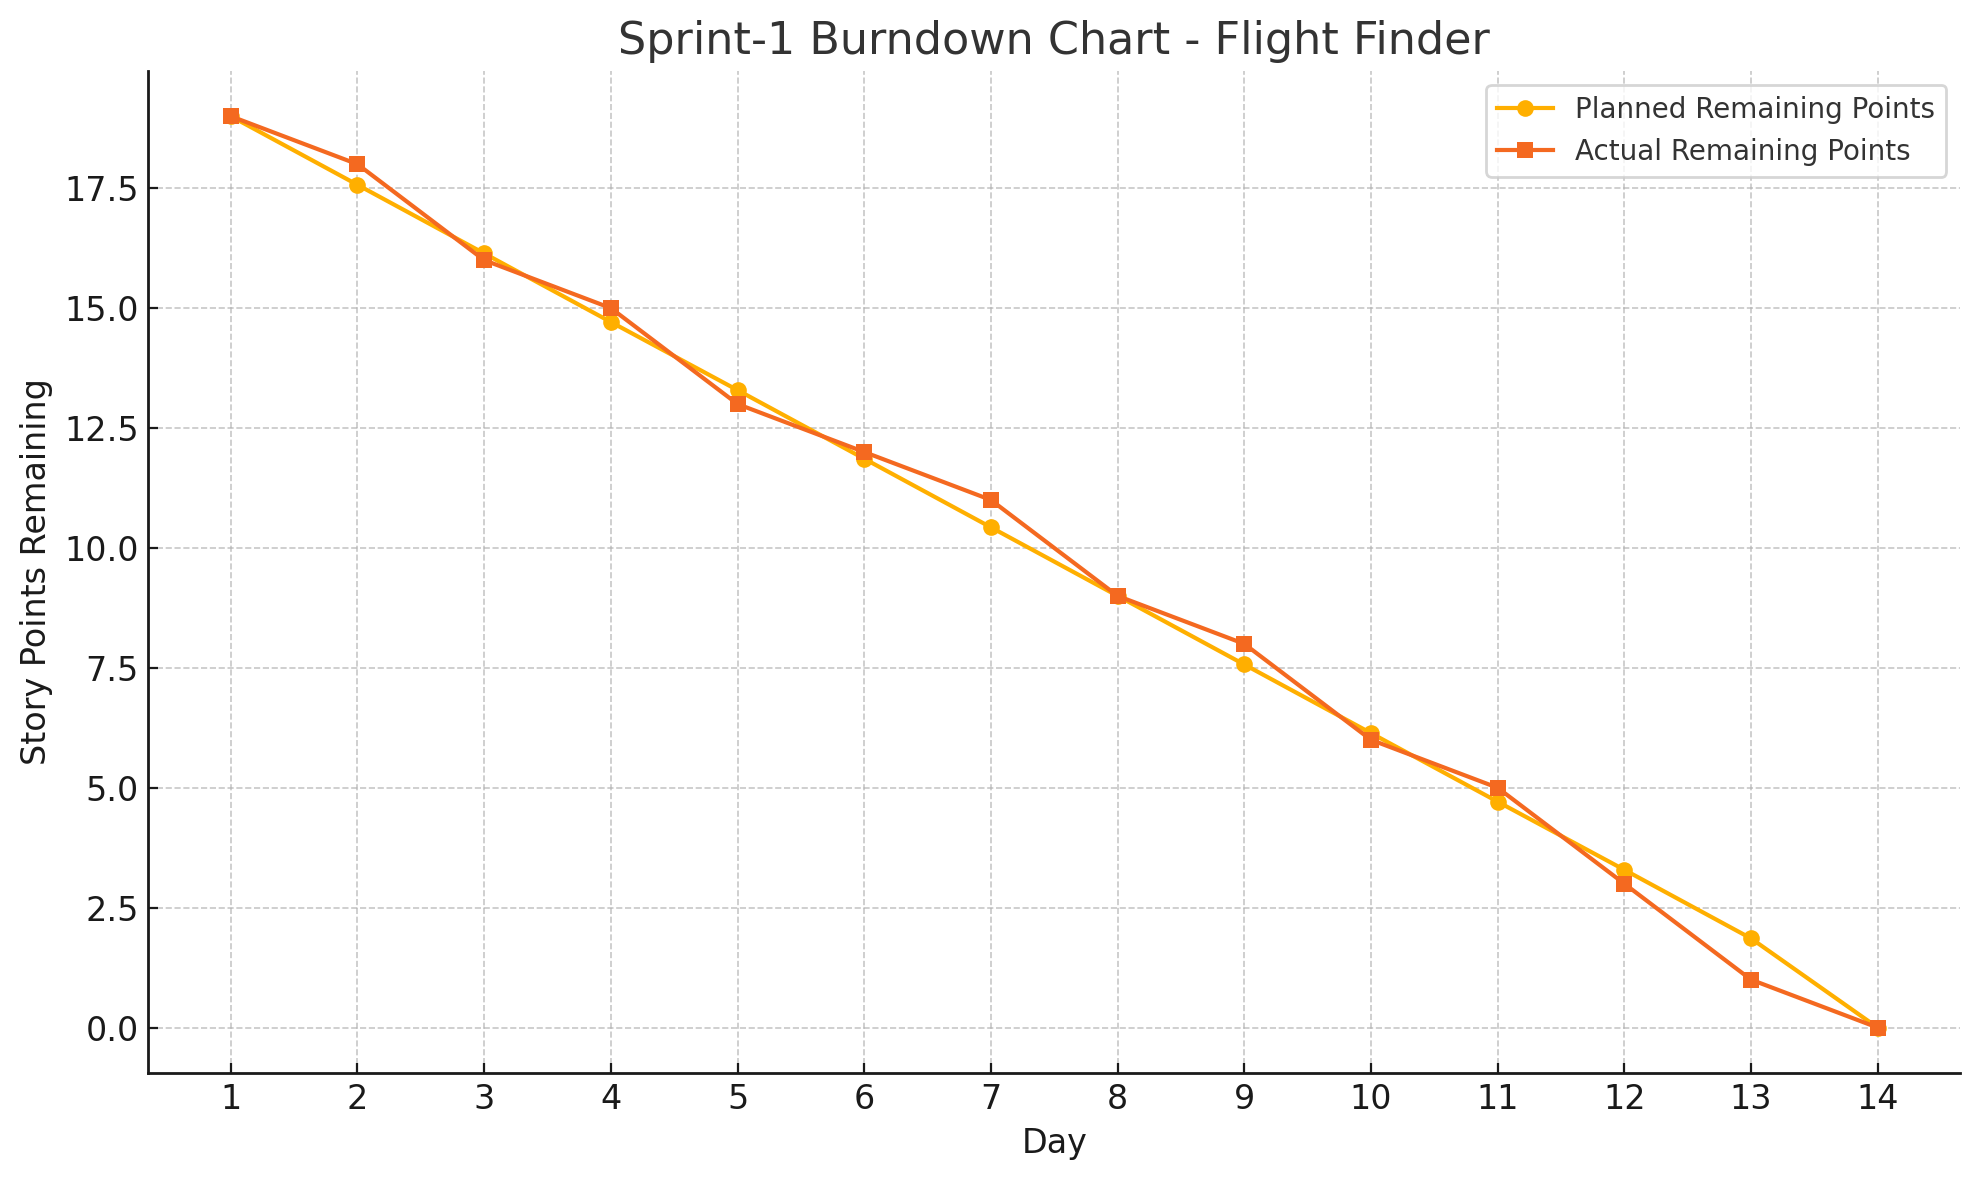 Sprint-1 Burndown Chart - Flight Finder
Planned Remaining Points
Actual Remaining Points
Story Points Remaining
17.5
15.0
12.5
10.0
7.5
5.0
2.5
0.0
1 2 3 4 5 6 7 8 9 10 11 12 13 14
Day